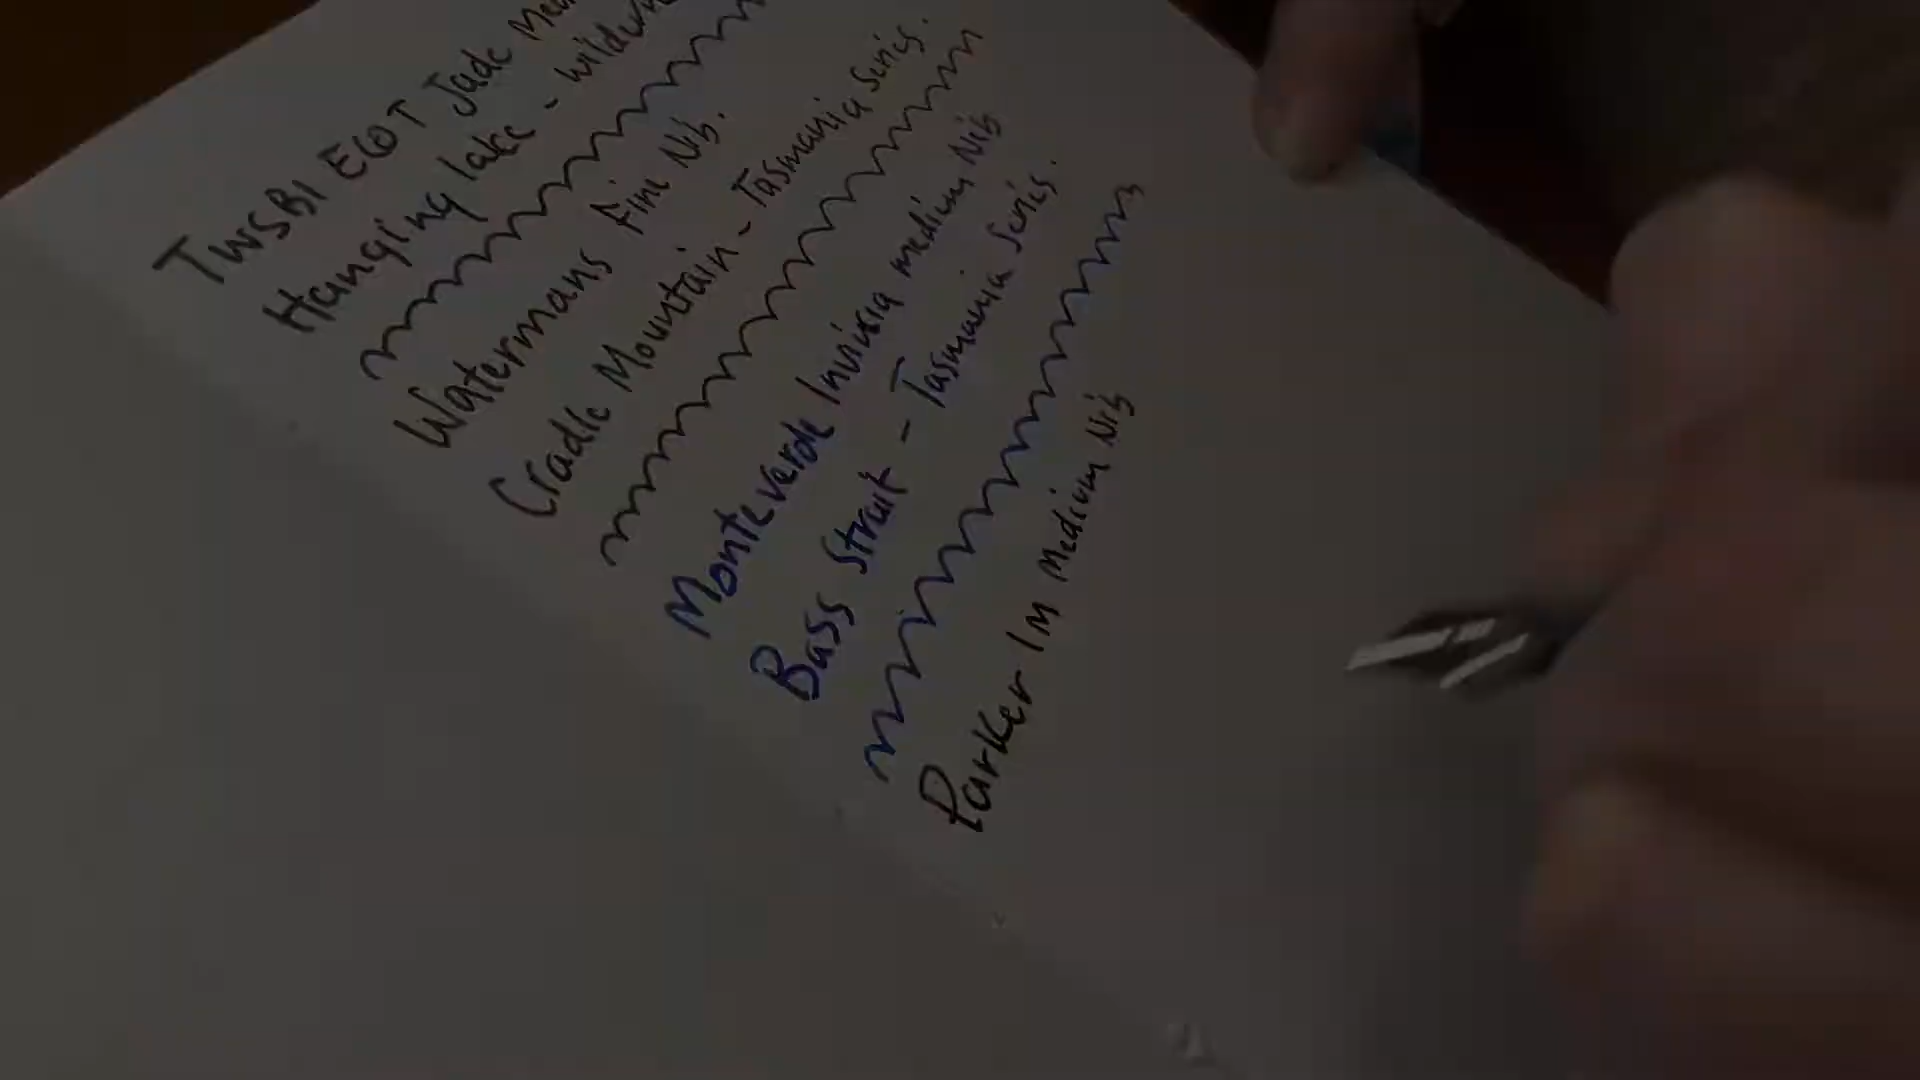 TWSBI ECO T Jade
Hanging lake -
Watermans Fine Nib.
Cradle Mountain - Tasmania Series.
Monteverde Invincia medium Nib
Bass Strait - Tasmania Series.
Parker IM Medium Nib